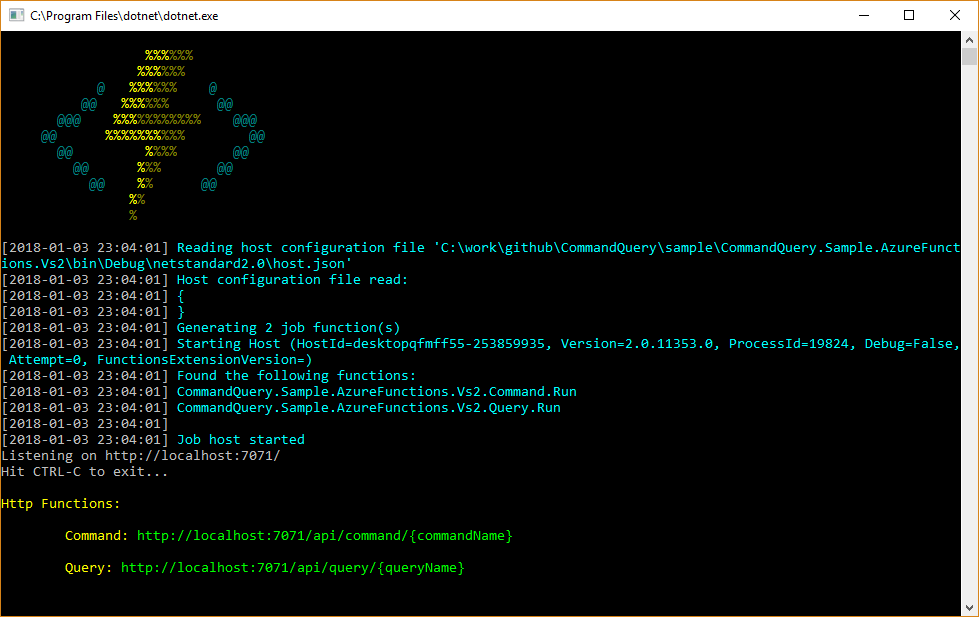 C:\Program Files\dotnet\dotnet.exe
                  %%%%%%
                 %%%%%%
            @   %%%%%%    @
          @@   %%%%%%      @@
       @@@    %%%%%%%%%%%    @@@
     @@      %%%%%%%%%%        @@
       @@         %%%%       @@
         @@      %%%       @@
           @@    %%      @@
                %%
                %
[2018-01-03 23:04:01] Reading host configuration file 'C:\work\github\CommandQuery\sample\CommandQuery.Sample.AzureFunct
ions.Vs2\bin\Debug\netstandard2.0\host.json'
[2018-01-03 23:04:01] Host configuration file read:
[2018-01-03 23:04:01] {
[2018-01-03 23:04:01] }
[2018-01-03 23:04:01] Generating 2 job function(s)
[2018-01-03 23:04:01] Starting Host (HostId=desktopqfmff55-253859935, Version=2.0.11353.0, ProcessId=19824, Debug=False,
 Attempt=0, FunctionsExtensionVersion=)
[2018-01-03 23:04:01] Found the following functions:
[2018-01-03 23:04:01] CommandQuery.Sample.AzureFunctions.Vs2.Command.Run
[2018-01-03 23:04:01] CommandQuery.Sample.AzureFunctions.Vs2.Query.Run
[2018-01-03 23:04:01]
[2018-01-03 23:04:01] Job host started
Listening on http://localhost:7071/
Hit CTRL-C to exit...
Http Functions:
        Command: http://localhost:7071/api/command/{commandName}
        Query: http://localhost:7071/api/query/{queryName}